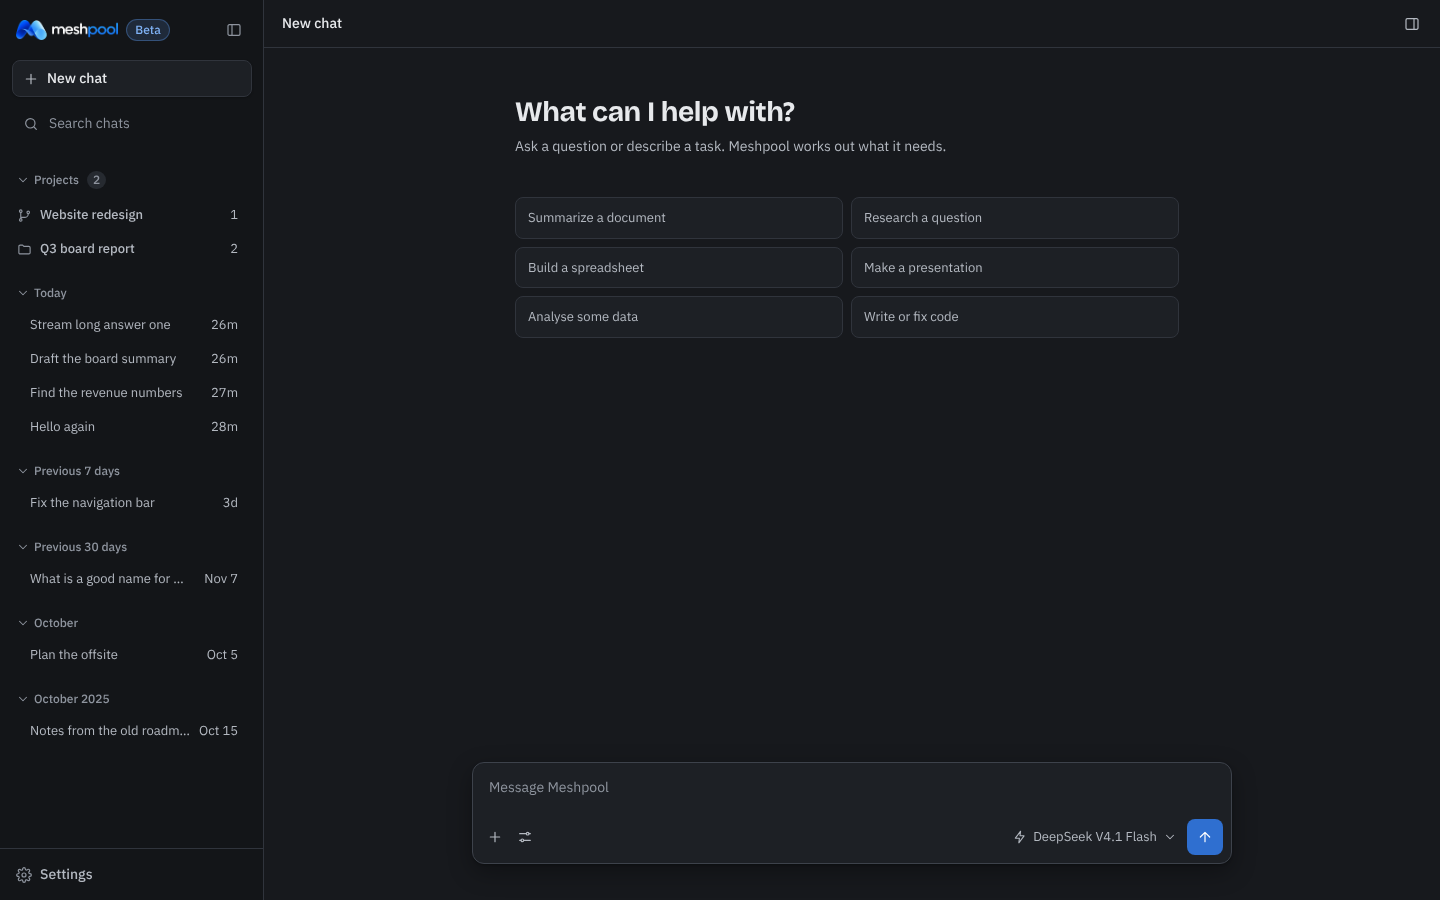 meshpool Beta
New chat
Search chats
Projects 2
Website redesign 1
Q3 board report 2
Today
Stream long answer one 26m
Draft the board summary 26m
Find the revenue numbers 27m
Hello again 28m
Previous 7 days
Fix the navigation bar 3d
Previous 30 days
What is a good name for ... Nov 7
October
Plan the offsite Oct 5
October 2025
Notes from the old roadm... Oct 15
Settings
New chat
What can I help with?
Ask a question or describe a task. Meshpool works out what it needs.
Summarize a document
Research a question
Build a spreadsheet
Make a presentation
Analyse some data
Write or fix code
Message Meshpool
DeepSeek V4.1 Flash